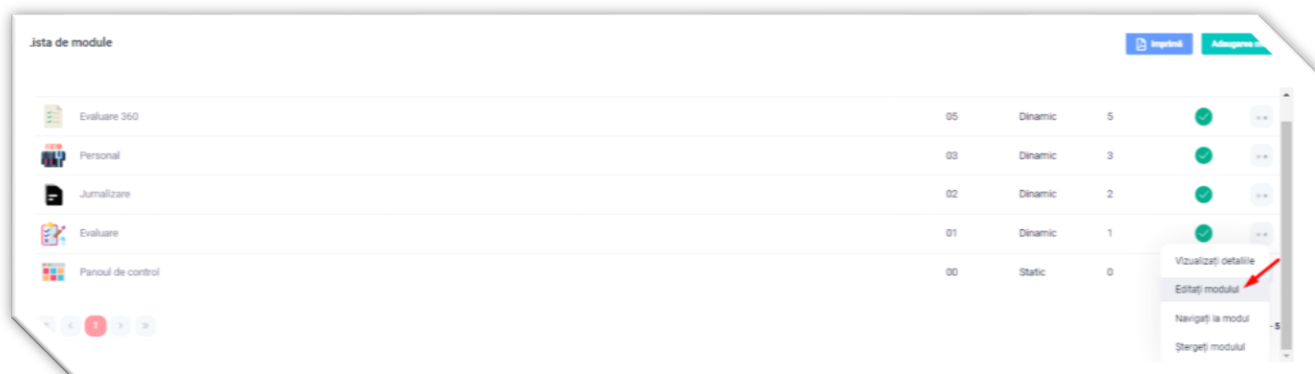 .ista de module
Imprimă Adaugarea m
Evaluare 360 05 Dinamic 5
Personal 03 Dinamic 3
Jurnalizare 02 Dinamic 2
Evaluare 01 Dinamic 1
Panoul de control 00 Static 0
Vizualizați detaliile
Editați modulul
Navigați la modul
Ștergeți modulul
1
- 5